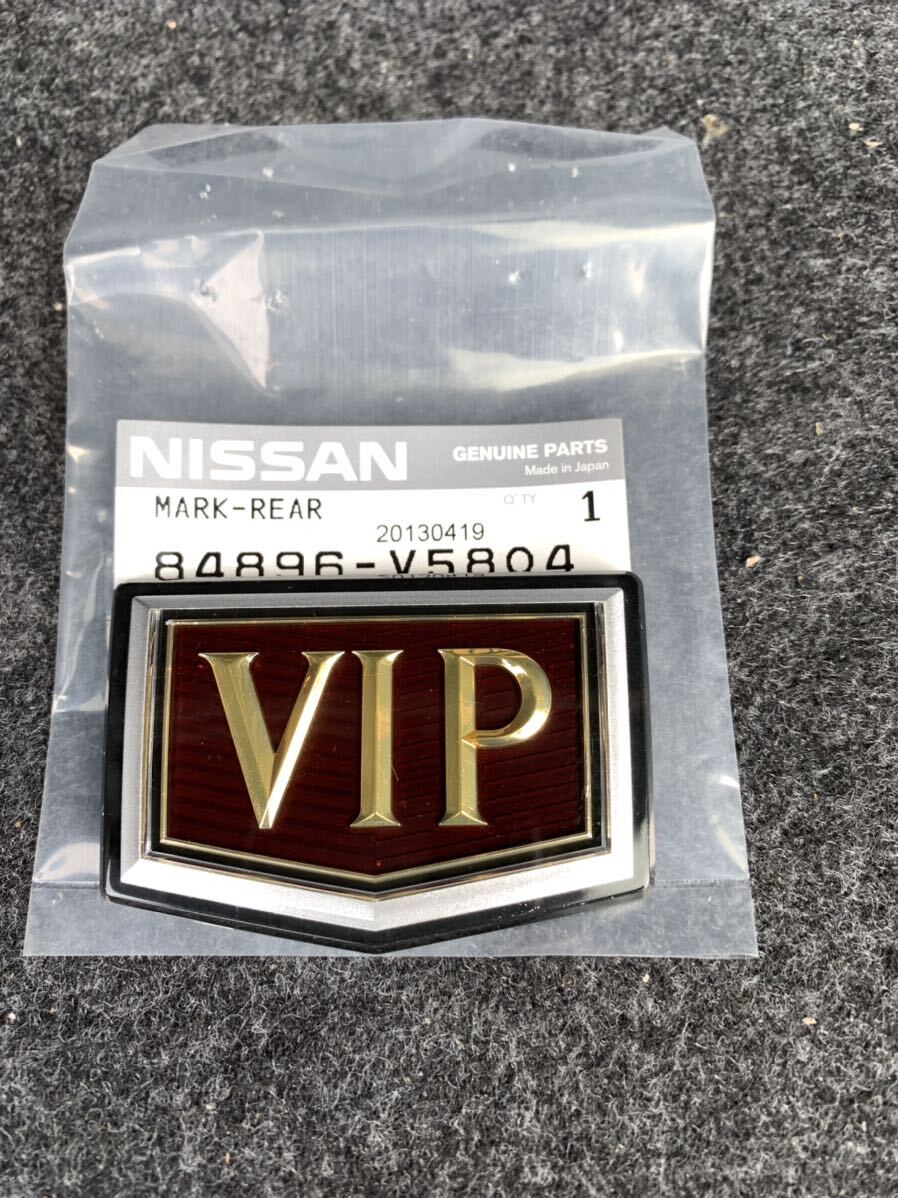 NISSAN GENUINE PARTS
Made in Japan
MARK-REAR Q'TY 1
20130419
84896-V5804
VIP